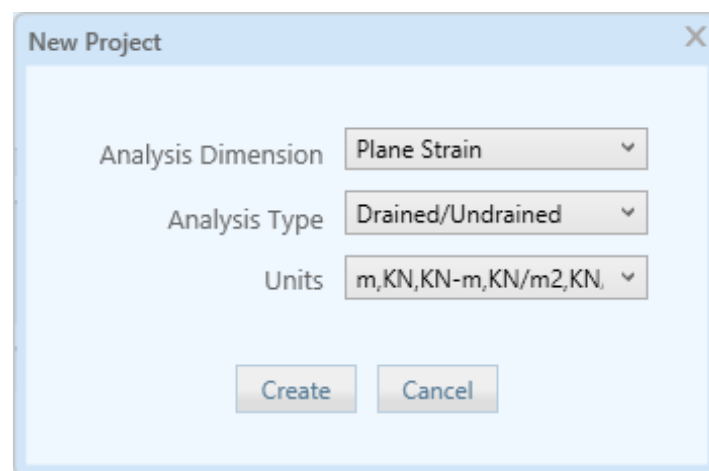 New Project
Analysis Dimension Plane Strain
Analysis Type Drained/Undrained
Units m,KN,KN-m,KN/m2,KN,
Create Cancel